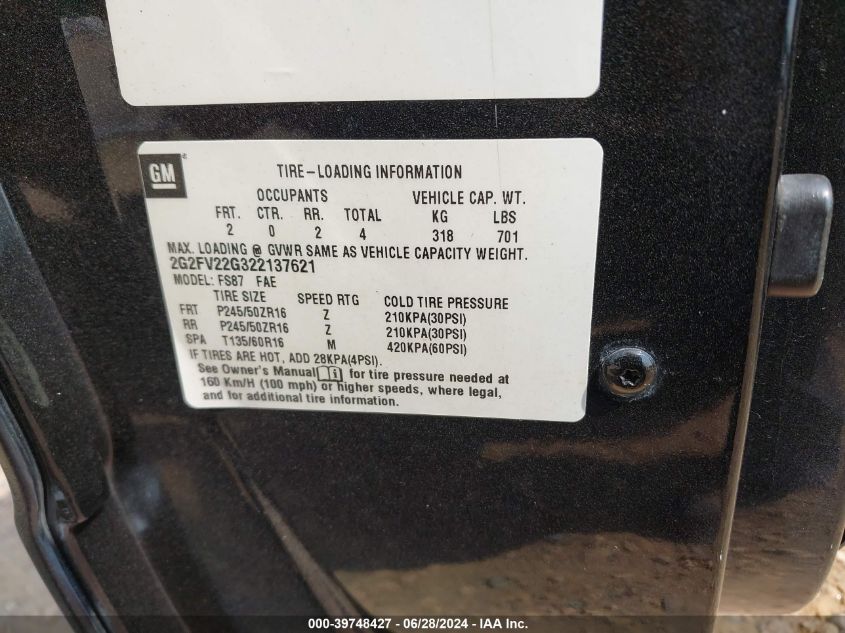 GM
TIRE-LOADING INFORMATION
OCCUPANTS VEHICLE CAP. WT.
FRT. CTR. RR. TOTAL KG LBS
2 0 2 4 318 701
MAX. LOADING @ GVWR SAME AS VEHICLE CAPACITY WEIGHT.
2G2FV22G322137621
MODEL: FS87 FAE
TIRE SIZE SPEED RTG COLD TIRE PRESSURE
FRT P245/50ZR16 Z 210KPA(30PSI)
RR P245/50ZR16 Z 210KPA(30PSI)
SPA T135/60R16 M 420KPA(60PSI)
IF TIRES ARE HOT, ADD 28KPA(4PSI).
See Owner's Manual for tire pressure needed at
160 Km/H (100 mph) or higher speeds, where legal,
and for additional tire information.
000-39748427 - 06/28/2024 - IAA Inc.